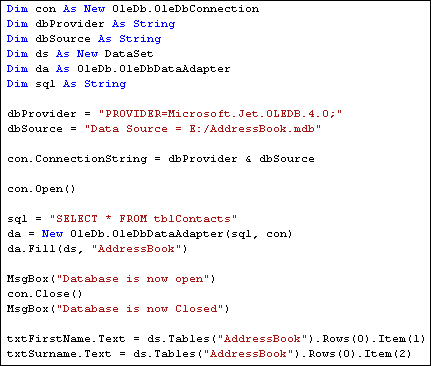 Dim con As New OleDb.OleDbConnection
Dim dbProvider As String
Dim dbSource As String
Dim ds As New DataSet
Dim da As OleDb.OleDbDataAdapter
Dim sql As String
dbProvider = "PROVIDER=Microsoft.Jet.OLEDB.4.0;"
dbSource = "Data Source = E:/AddressBook.mdb"
con.ConnectionString = dbProvider & dbSource
con.Open()
sql = "SELECT * FROM tblContacts"
da = New OleDb.OleDbDataAdapter(sql, con)
da.Fill(ds, "AddressBook")
MsgBox("Database is now open")
con.Close()
MsgBox("Database is now Closed")
txtFirstName.Text = ds.Tables("AddressBook").Rows(0).Item(1)
txtSurname.Text = ds.Tables("AddressBook").Rows(0).Item(2)